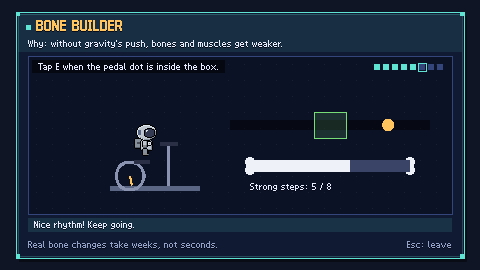 BONE BUILDER
Why: without gravity's push, bones and muscles get weaker.
Tap E when the pedal dot is inside the box.
Strong steps: 5 / 8
Nice rhythm! Keep going.
Real bone changes take weeks, not seconds.
Esc: leave